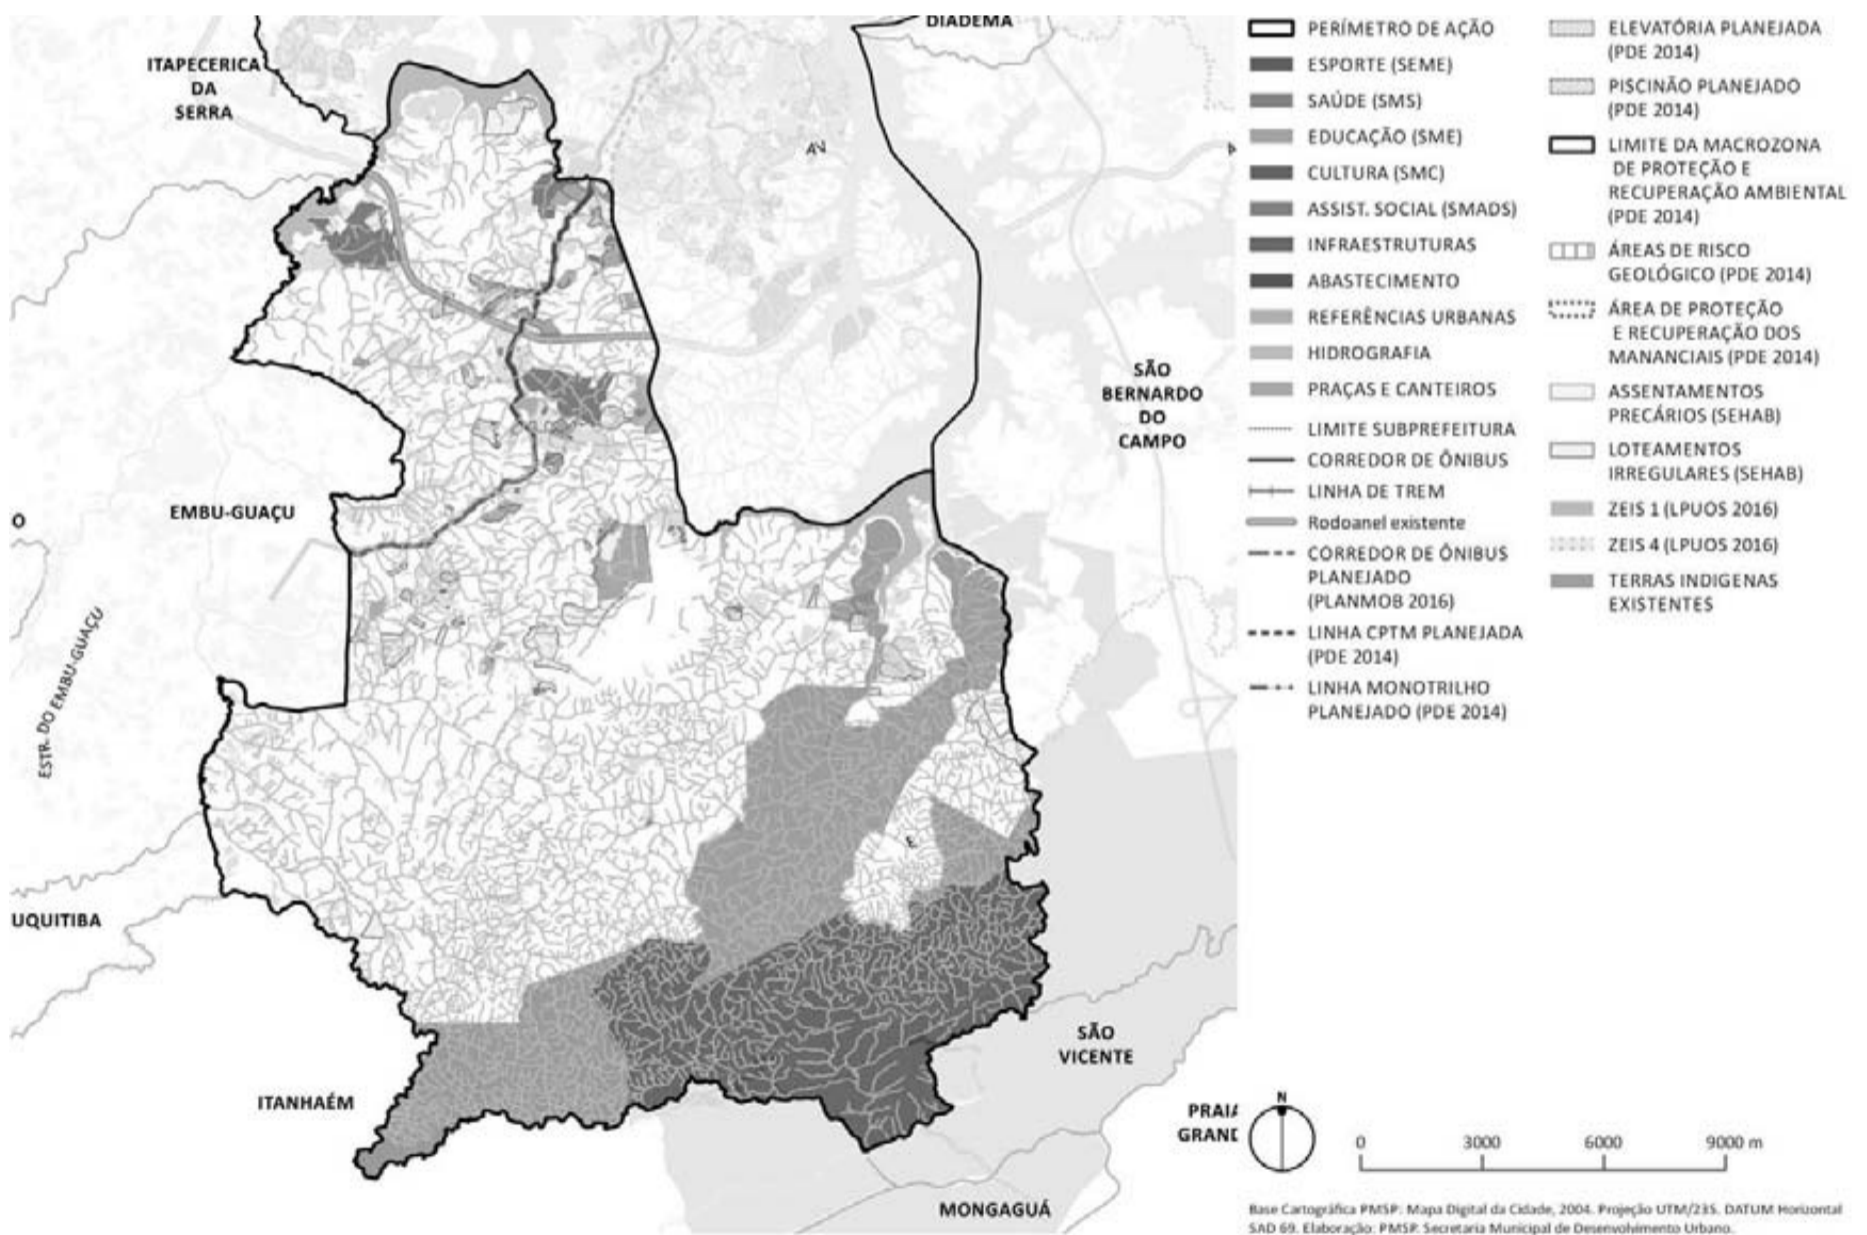 DIADEMA
ITAPECERICA
DA
SERRA
AV
SÃO
BERNARDO
DO
CAMPO
EMBU-GUAÇU
O
ESTR. DO EMBU-GUAÇU
E
UQUITIBA
ITANHAÉM
SÃO
VICENTE
PRAIA
GRAND
MONGAGUÁ
PERÍMETRO DE AÇÃO
ESPORTE (SEME)
SAÚDE (SMS)
EDUCAÇÃO (SME)
CULTURA (SMC)
ASSIST. SOCIAL (SMADS)
INFRAESTRUTURAS
ABASTECIMENTO
REFERÊNCIAS URBANAS
HIDROGRAFIA
PRAÇAS E CANTEIROS
LIMITE SUBPREFEITURA
CORREDOR DE ÔNIBUS
LINHA DE TREM
Rodoanel existente
CORREDOR DE ÔNIBUS
PLANEJADO
(PLANMOB 2016)
LINHA CPTM PLANEJADA
(PDE 2014)
LINHA MONOTRILHO
PLANEJADO (PDE 2014)
ELEVATÓRIA PLANEJADA
(PDE 2014)
PISCINÃO PLANEJADO
(PDE 2014)
LIMITE DA MACROZONA
DE PROTEÇÃO E
RECUPERAÇÃO AMBIENTAL
(PDE 2014)
ÁREAS DE RISCO
GEOLÓGICO (PDE 2014)
ÁREA DE PROTEÇÃO
E RECUPERAÇÃO DOS
MANANCIAIS (PDE 2014)
ASSENTAMENTOS
PRECÁRIOS (SEHAB)
LOTEAMENTOS
IRREGULARES (SEHAB)
ZEIS 1 (LPUOS 2016)
ZEIS 4 (LPUOS 2016)
TERRAS INDIGENAS
EXISTENTES
N
0 3000 6000 9000 m
Base Cartográfica PMSP: Mapa Digital da Cidade, 2004. Projeção UTM/23S. DATUM Horizontal
SAD 69. Elaboração: PMSP. Secretaria Municipal de Desenvolvimento Urbano.